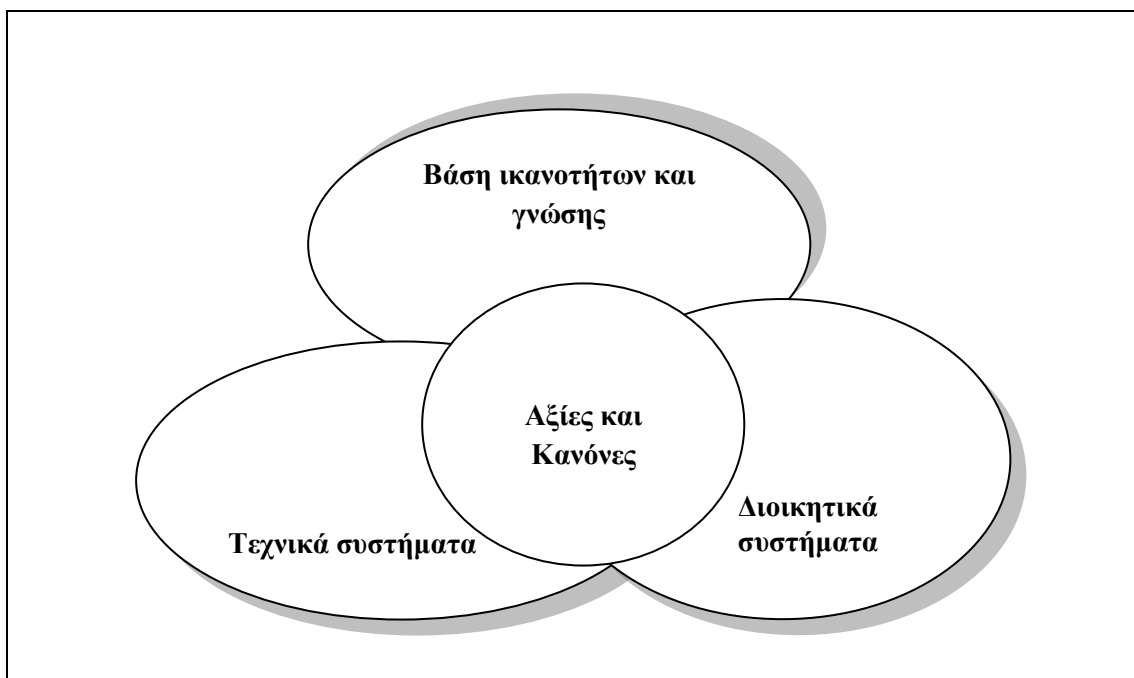 Βάση ικανοτήτων και
γνώσης
Αξίες και
Κανόνες
Τεχνικά συστήματα
Διοικητικά
συστήματα